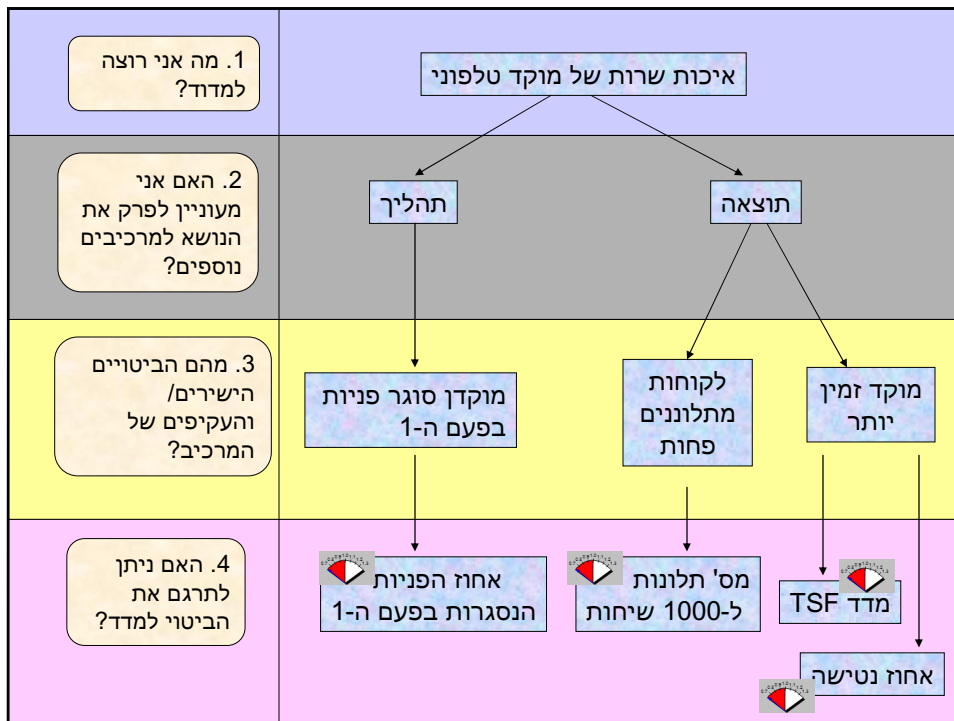 1. מה אני רוצה
למדוד?
איכות שרות של מוקד טלפוני
2. האם אני
מעוניין לפרק את
הנושא למרכיבים
נוספים?
תוצאה
תהליך
3. מהם הביטויים
הישירים/
והעקיפים של
המרכיב?
מוקד זמין
יותר
לקוחות
מתלוננים
פחות
מוקדן סוגר פניות
בפעם ה-1
4. האם ניתן
לתרגם את
הביטוי למדד?
מדד TSF
אחוז נטישה
מס' תלונות
ל-1000 שיחות
אחוז הפניות
הנסגרות בפעם ה-1